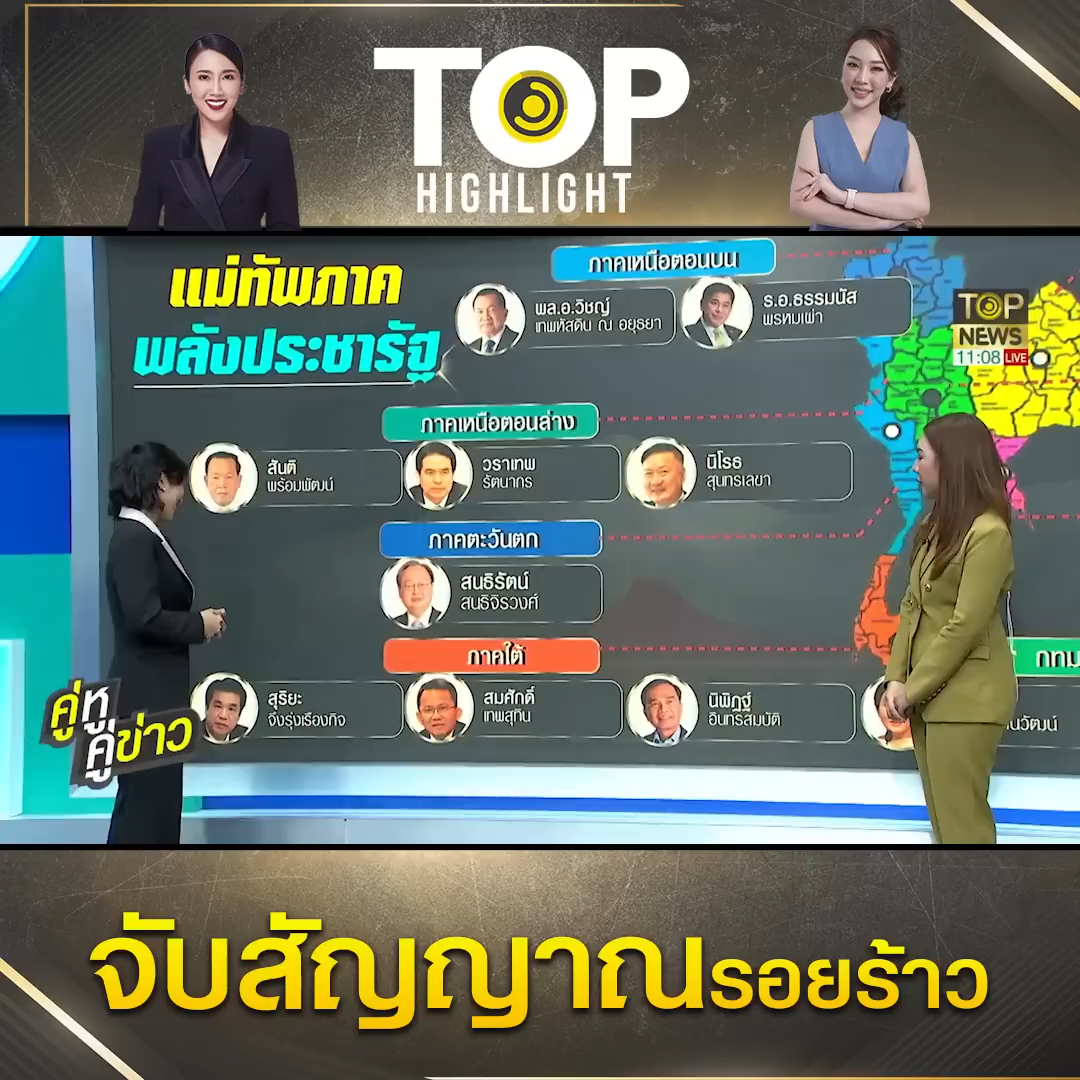 TOP
HIGHLIGHT
แม่ทัพภาค
พลังประชารัฐ
ภาคเหนือตอนบน
พล.อ.วิชญ์
เทพหัสดิน ณ อยุธยา
ร.อ.ธรรมนัส
พรหมเผ่า
TOP
NEWS
11:08 LIVE
ภาคเหนือตอนล่าง
สันติ
พร้อมพัฒน์
วราเทพ
รัตนากร
นิโรธ
สุนทรเลขา
ภาคตะวันตก
สนธิรัตน์
สนธิจิรวงศ์
ภาคใต้
กทม
สุริยะ
จึงรุ่งเรืองกิจ
สมศักดิ์
เทพสุทิน
นิพิฏฐ์
อินทรสมบัติ
นวัฒน์
คู่หู
คู่ข่าว
จับสัญญาณรอยร้าว